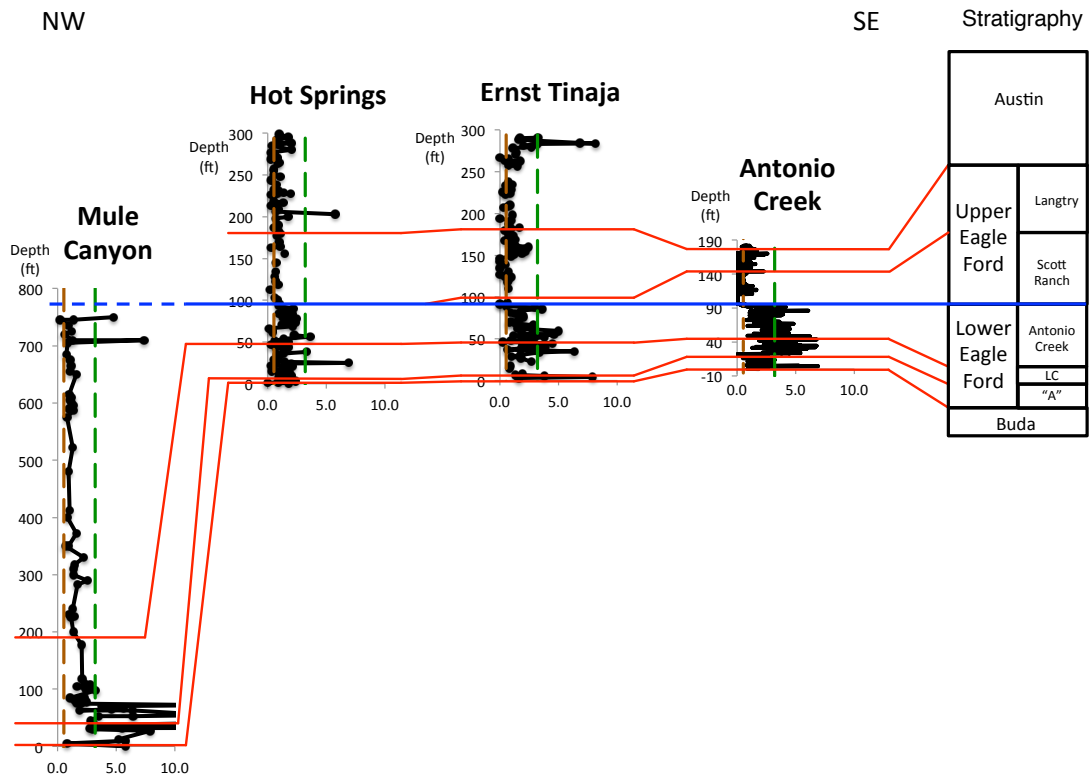 NW
SE
Stratigraphy
Mule
Canyon
Depth
(ft)
800
700
600
500
400
300
200
100
0
0.0 5.0 10.0
Hot Springs
Depth
(ft)
300
250
200
150
100
50
0
0.0 5.0 10.0
Ernst Tinaja
Depth
(ft)
300
250
200
150
100
50
0
0.0 5.0 10.0
Antonio
Creek
Depth
(ft)
190
140
90
40
-10
0.0 5.0 10.0
Austin
Upper
Eagle
Ford
Langtry
Scott
Ranch
Lower
Eagle
Ford
Antonio
Creek
LC
“A”
Buda